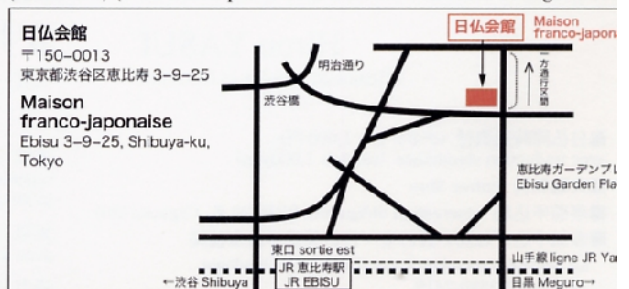 日仏会館
〒150-0013
東京都渋谷区恵比寿 3-9-25
Maison
franco-japonaise
Ebisu 3-9-25, Shibuya-ku,
Tokyo
日仏会館
Maison
franco-japona
明治通り
渋谷橋
一方通行区間
恵比寿ガーデンプレ
Ebisu Garden Pla
東口 sortie est
JR 恵比寿駅
JR EBISU
山手線 ligne JR Ya
←渋谷 Shibuya
目黒 Meguro→